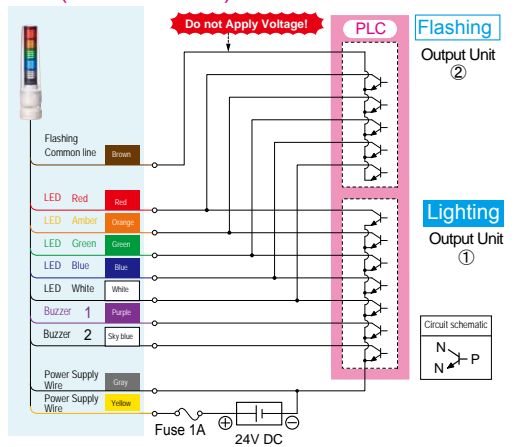 Do not Apply Voltage!
PLC
Flashing
Output Unit
②
Flashing
Common line
Brown
LED Red
Red
LED Amber
Orange
LED Green
Green
LED Blue
Blue
LED White
White
Buzzer 1
Purple
Buzzer 2
Sky blue
Lighting
Output Unit
①
Circuit schematic
N
P
N
Power Supply
Wire
Gray
Power Supply
Wire
Yellow
Fuse 1A
⊕
⊖
24V DC